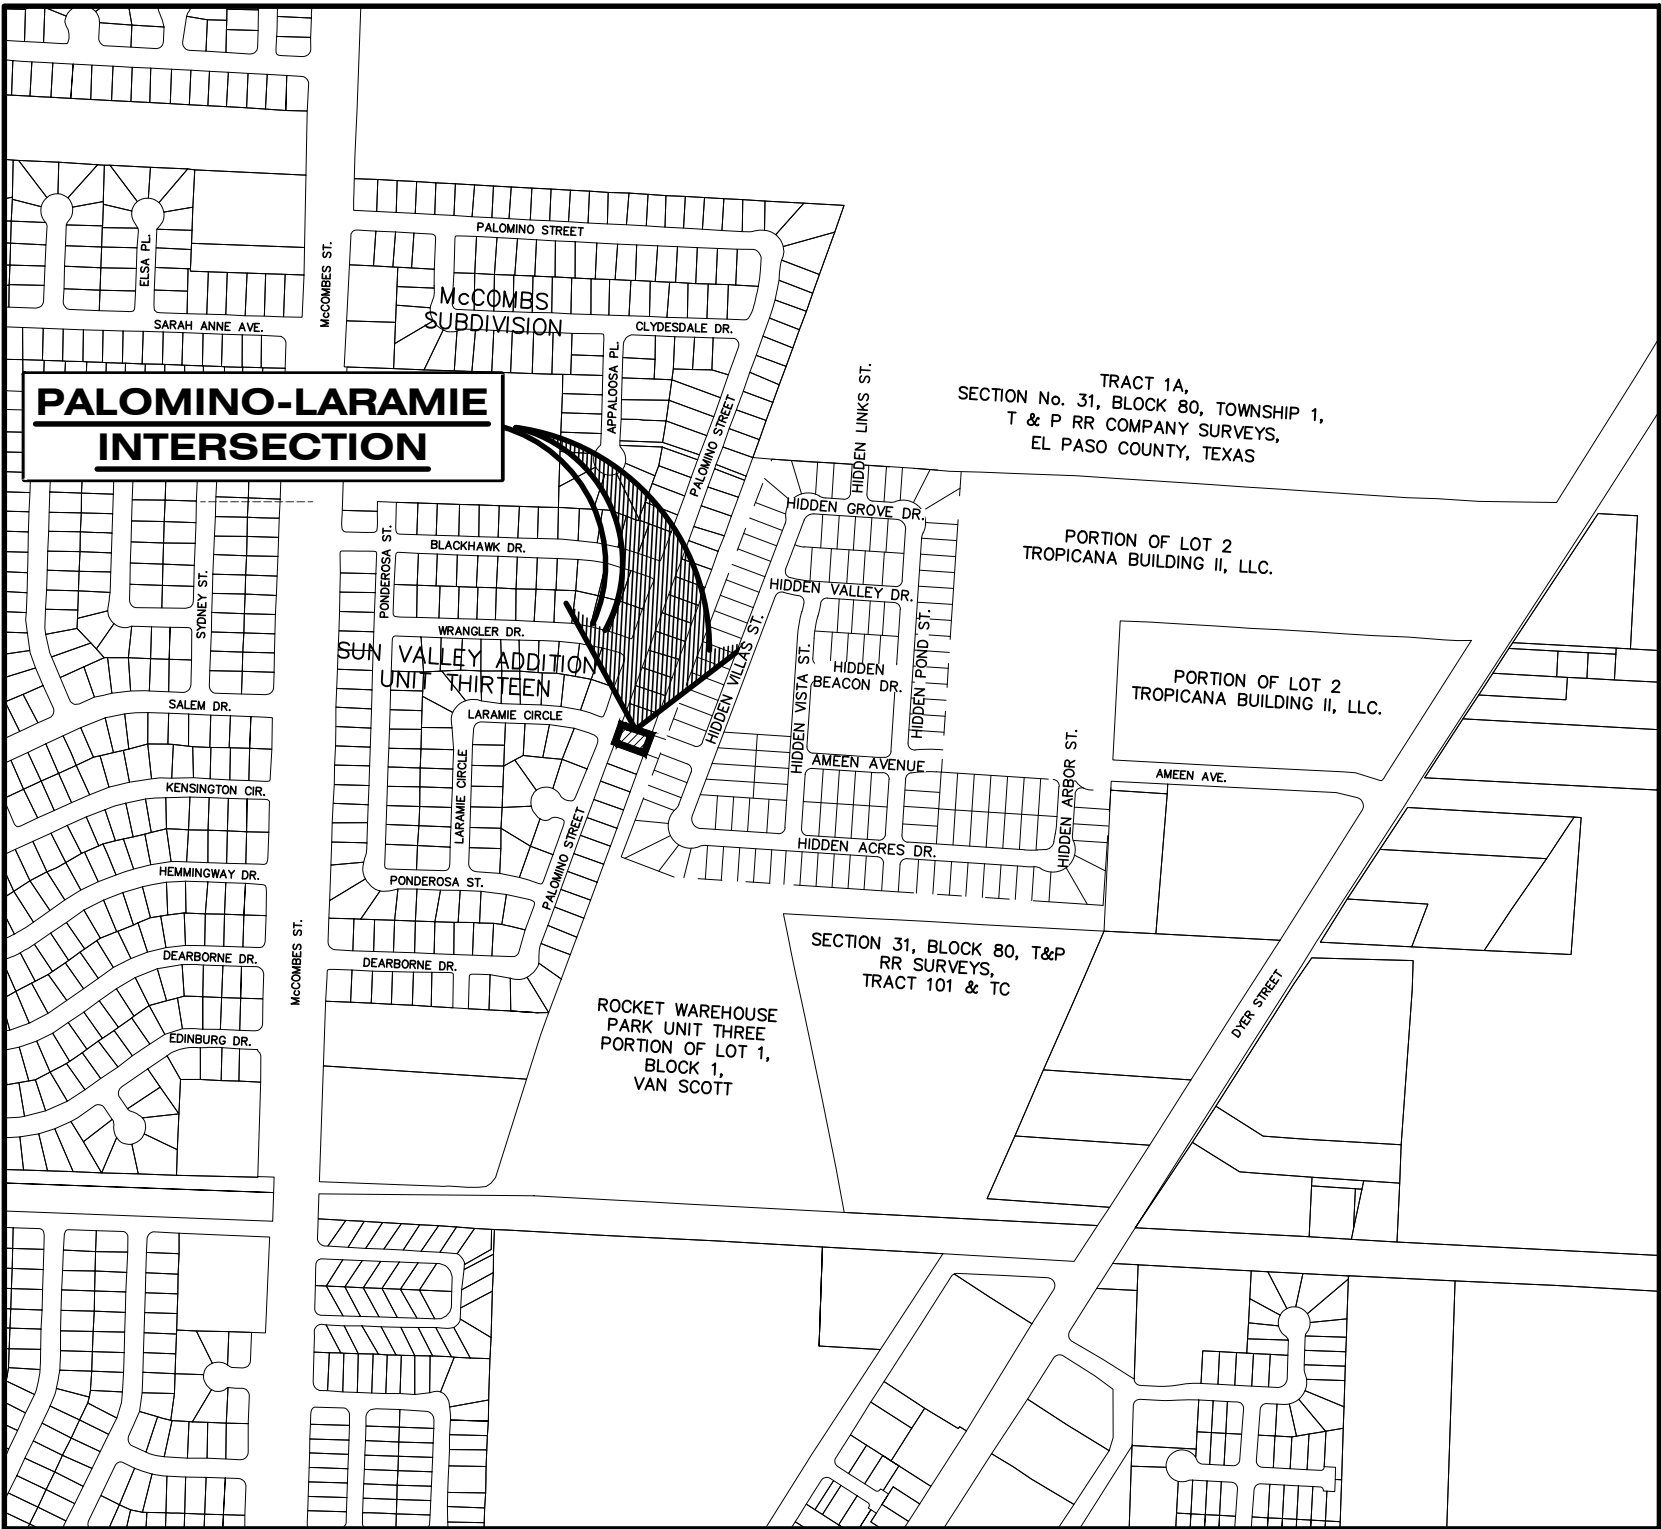 PALOMINO STREET
ELSA PL.
McCOMBES ST.
McCOMBS
SUBDIVISION
SARAH ANNE AVE.
CLYDESDALE DR.
APPALOOSA PL.
PALOMINO-LARAMIE
INTERSECTION
PALOMINO STREET
HIDDEN LINKS ST.
TRACT 1A,
SECTION No. 31, BLOCK 80, TOWNSHIP 1,
T & P RR COMPANY SURVEYS,
EL PASO COUNTY, TEXAS
HIDDEN GROVE DR.
BLACKHAWK DR.
PONDEROSA ST.
PORTION OF LOT 2
TROPICANA BUILDING II, LLC.
SYDNEY ST.
HIDDEN VALLEY DR.
WRANGLER DR.
SUN VALLEY ADDITION
UNIT THIRTEEN
HIDDEN VILLAS ST.
HIDDEN VISTA ST.
HIDDEN
BEACON DR.
HIDDEN POND ST.
PORTION OF LOT 2
TROPICANA BUILDING II, LLC.
SALEM DR.
LARAMIE CIRCLE
LARAMIE CIRCLE
AMEEN AVENUE
HIDDEN ARBOR ST.
AMEEN AVE.
KENSINGTON CIR.
PALOMINO STREET
HIDDEN ACRES DR.
HEMMINGWAY DR.
PONDEROSA ST.
McCOMBES ST.
DEARBORNE DR.
DEARBORNE DR.
SECTION 31, BLOCK 80, T&P
RR SURVEYS,
TRACT 101 & TC
DYER STREET
ROCKET WAREHOUSE
PARK UNIT THREE
PORTION OF LOT 1,
BLOCK 1,
VAN SCOTT
EDINBURG DR.